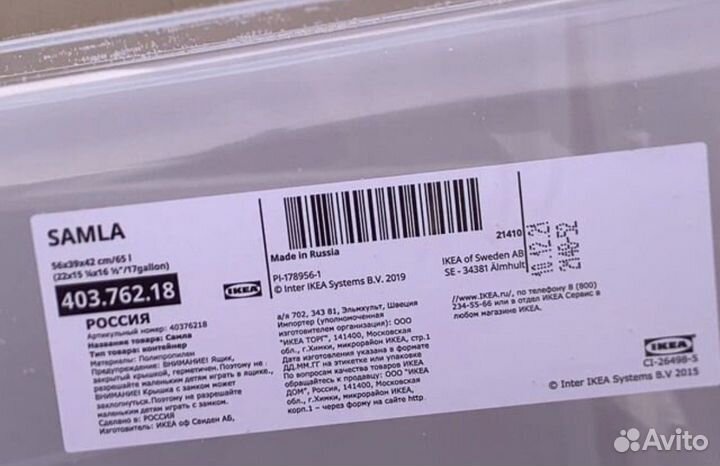 SAMLA
56x39x42 cm/65 l
(22x15 ¼x16 ½"/17gallon)
403.762.18
IKEA
РОССИЯ
Артикульный номер: 40376218
Название товара: Самла
Тип товара: контейнер
Материалы: Полипропилен
Предупреждение: ВНИМАНИЕ! Ящик,
закрытый крышкой, герметичен. Поэтому не
разрешайте маленьким детям играть в ящике.,
ВНИМАНИЕ! Крышка с замком может
захлопнуться. Поэтому не разрешайте
маленьким детям играть с замком.
Сделано в: РОССИЯ
Изготовитель: ИКЕА оф Свиден АБ,
Made in Russia
21410
PI-178956-1
© Inter IKEA Systems B.V. 2019
IKEA of Sweden AB
SE - 34381 Älmhult
а/я 702, 343 81, Эльмхульт, Швеция
Импортер (уполномоченная
изготовителем организация): ООО
"ИКЕА ТОРГ", 141400, Московская
обл., г.Химки, микрорайон ИКЕА, стр.1
Дата изготовления указана в формате
ДД.ММ.ГГ на этикетке или упаковке
По вопросам качества товаров ИКЕА
обращайтесь к продавцу: ООО "ИКЕА
ДОМ", Россия, 141400, Московская
обл., г.Химки, микрорайон ИКЕА,
корп.1 – через форму на сайте http:
//www.IKEA.ru, по телефону 8 (800)
234-55-66 или в отдел ИКЕА Сервис в
любом магазине ИКЕА.
12.21
2140-52
IKEA
CI-26498-5
© Inter IKEA Systems B.V. 2015
Avito